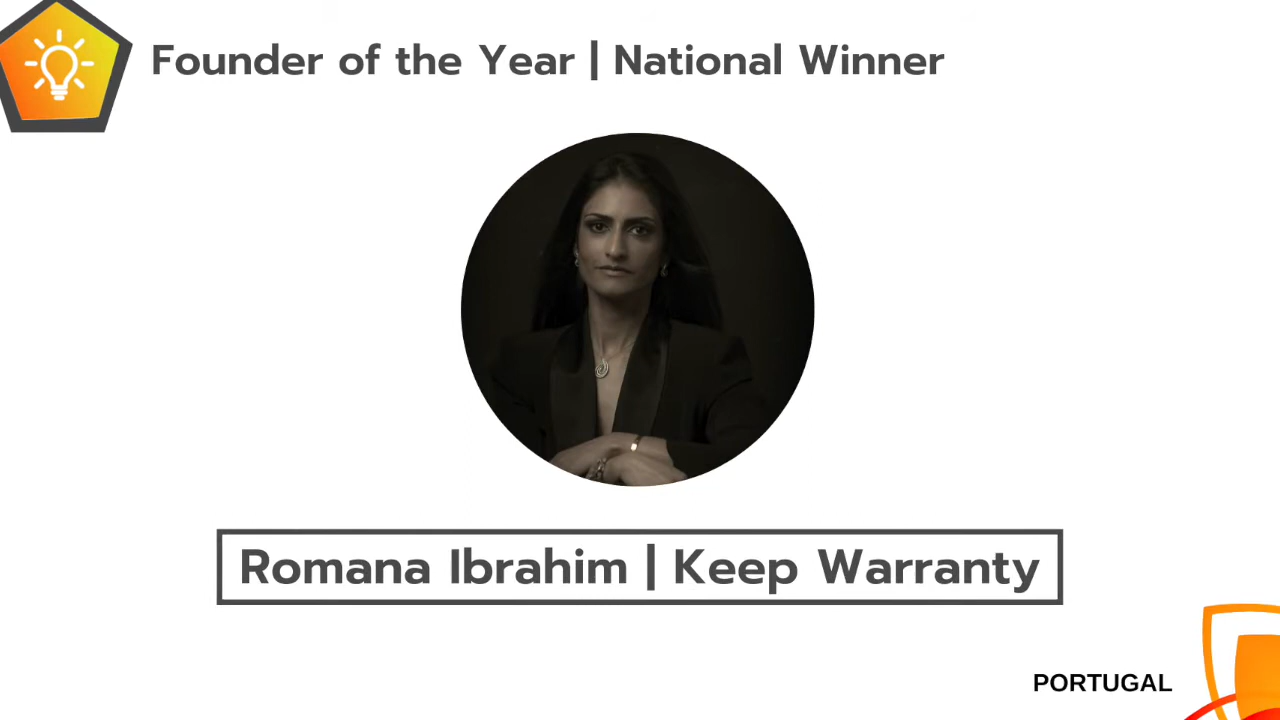 Founder of the Year | National Winner
Romana Ibrahim | Keep Warranty
PORTUGAL